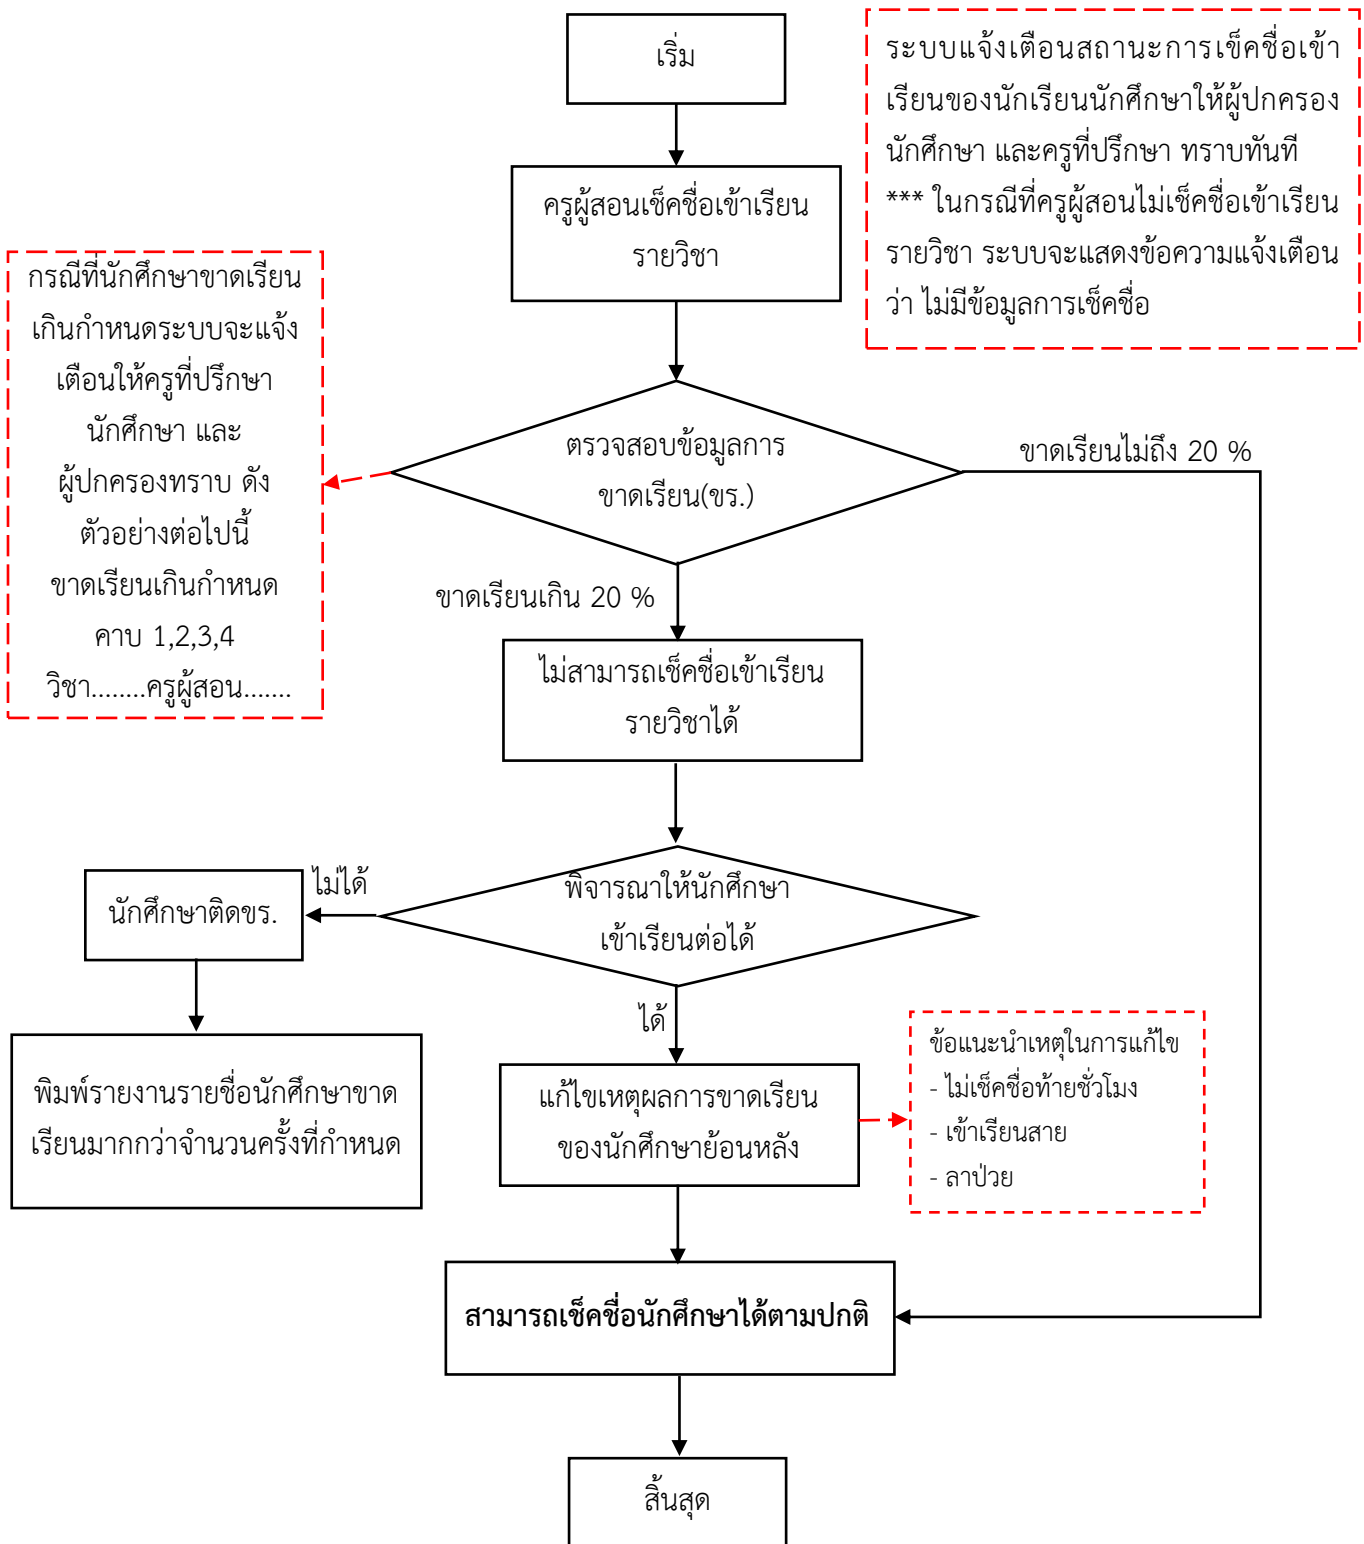 เริ่ม
ระบบแจ้งเตือนสถานะการเช็คชื่อเข้า
เรียนของนักเรียนนักศึกษาให้ผู้ปกครอง
นักศึกษา และครูที่ปรึกษา ทราบทันที
*** ในกรณีที่ครูผู้สอนไม่เช็คชื่อเข้าเรียน
รายวิชา ระบบจะแสดงข้อความแจ้งเตือน
ว่า ไม่มีข้อมูลการเช็คชื่อ
ครูผู้สอนเช็คชื่อเข้าเรียน
รายวิชา
กรณีที่นักศึกษาขาดเรียน
เกินกำหนดระบบจะแจ้ง
เตือนให้ครูที่ปรึกษา
นักศึกษา และ
ผู้ปกครองทราบ ดัง
ตัวอย่างต่อไปนี้
ขาดเรียนเกินกำหนด
คาบ 1,2,3,4
วิชา........ครูผู้สอน.......
ตรวจสอบข้อมูลการ
ขาดเรียน(ขร.)
ขาดเรียนไม่ถึง 20 %
ขาดเรียนเกิน 20 %
ไม่สามารถเช็คชื่อเข้าเรียน
รายวิชาได้
พิจารณาให้นักศึกษา
เข้าเรียนต่อได้
ไม่ได้
นักศึกษาติดขร.
พิมพ์รายงานรายชื่อนักศึกษาขาด
เรียนมากกว่าจำนวนครั้งที่กำหนด
ได้
แก้ไขเหตุผลการขาดเรียน
ของนักศึกษาย้อนหลัง
ข้อแนะนำเหตุในการแก้ไข
- ไม่เช็คชื่อท้ายชั่วโมง
- เข้าเรียนสาย
- ลาป่วย
สามารถเช็คชื่อนักศึกษาได้ตามปกติ
สิ้นสุด